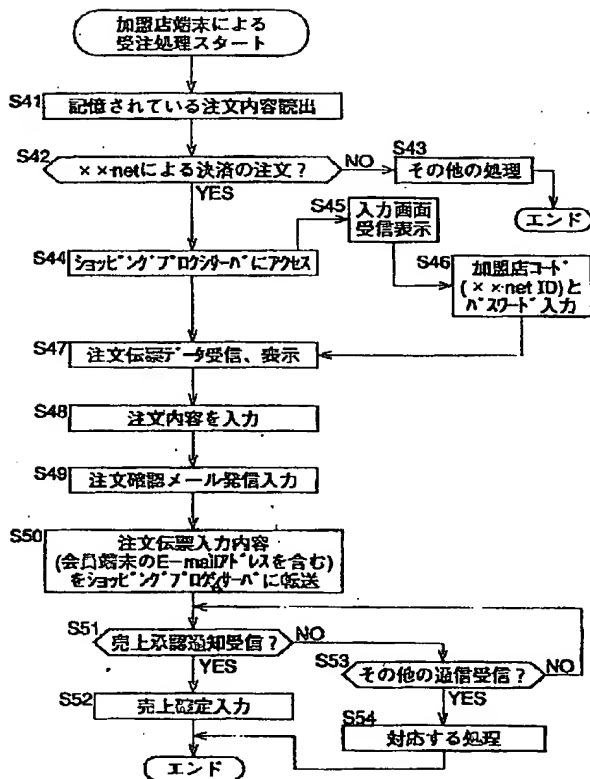 加盟店端末による
受注処理スタート
S41
記憶されている注文内容読出
S42
××-netによる決済の注文?
NO
YES
S43
その他の処理
エンド
S44
ショッピングプロクシサーバにアクセス
S45
入力画面
受信表示
S46
加盟店コード
(××-net ID)と
パスワード入力
S47
注文伝票データ受信、表示
S48
注文内容を入力
S49
注文確認メール発信入力
S50
注文伝票入力内容
(会員端末のE-mailアドレスを含む)
をショッピングプロクシサーバに転送
S51
売上承認通知受信?
NO
YES
S52
売上確定入力
S53
その他の通信受信?
NO
YES
S54
対応する処理
エンド